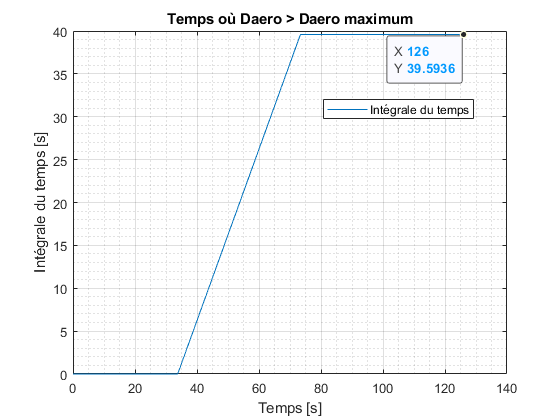 Temps où Daero > Daero maximum
40
35
30
25
20
15
10
5
0
Intégrale du temps [s]
X 126
Y 39.5936
Intégrale du temps
0 20 40 60 80 100 120 140
Temps [s]